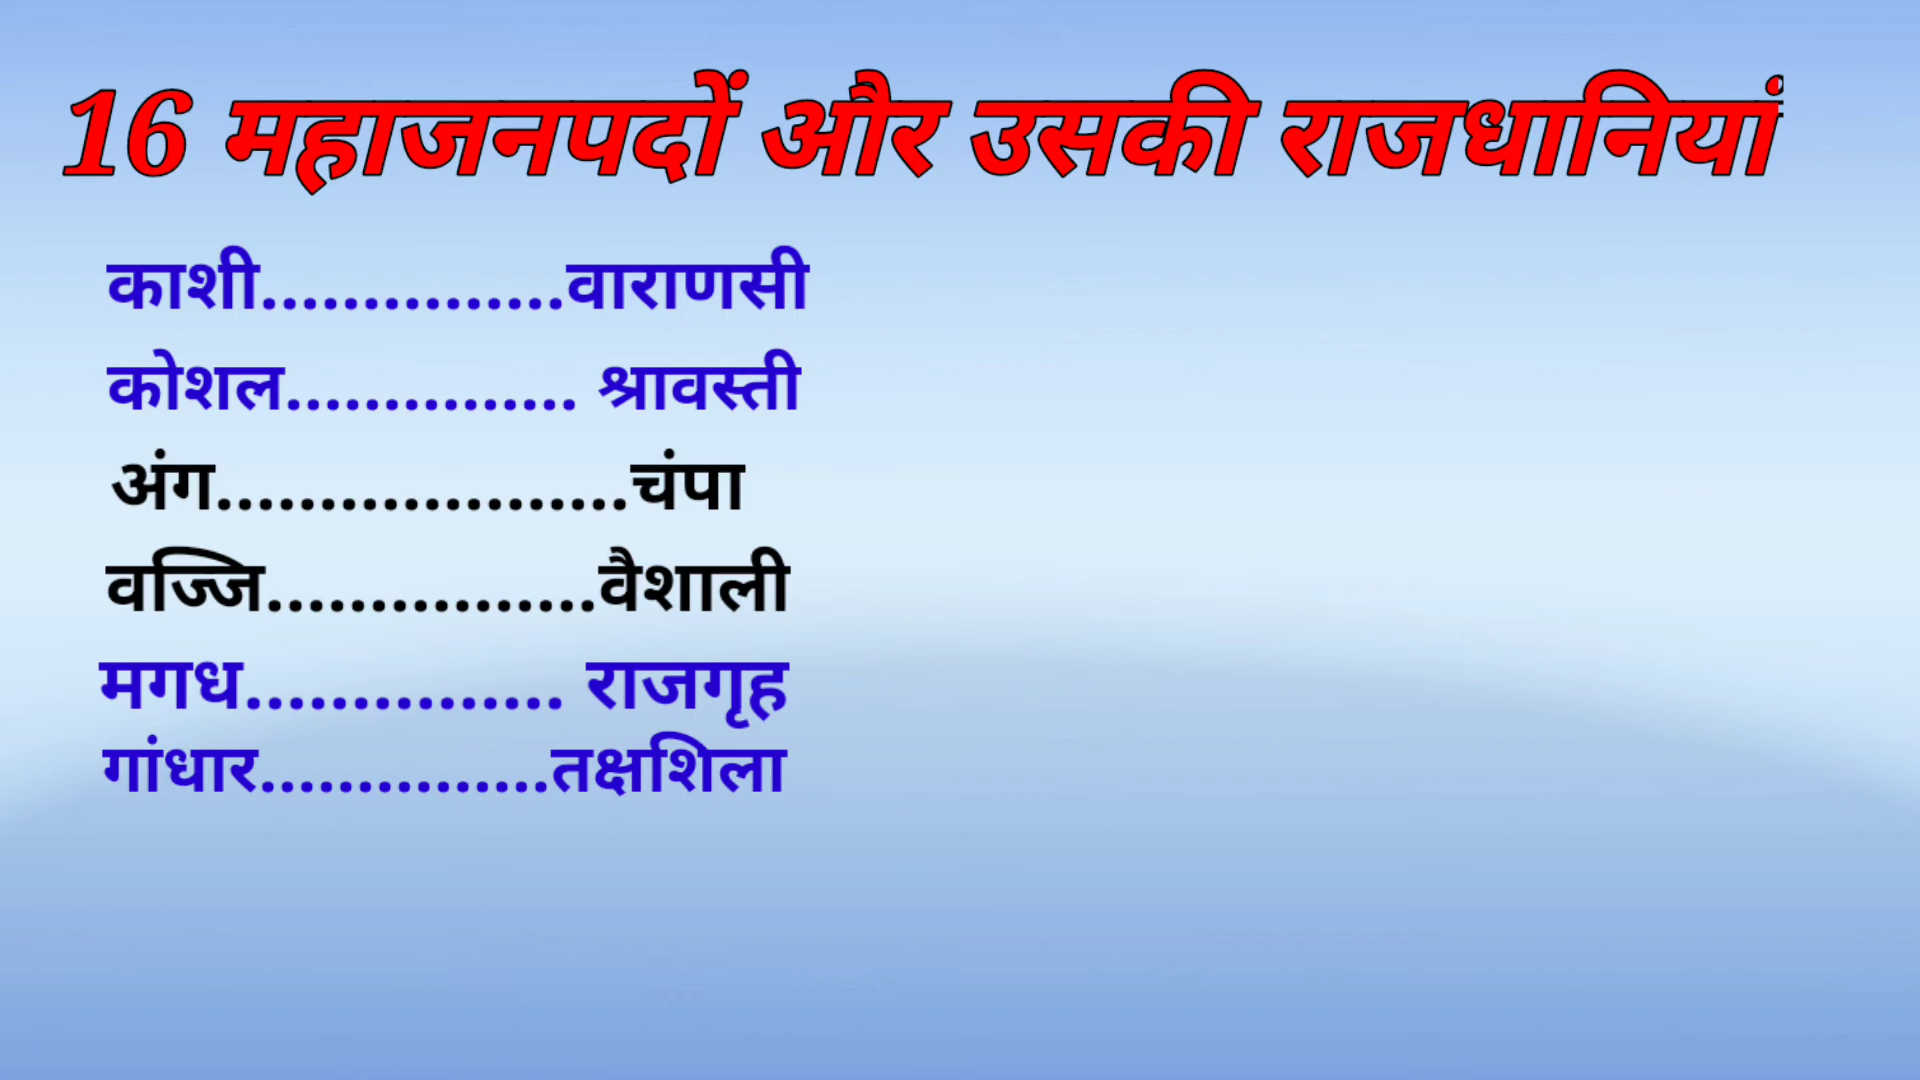 16 महाजनपदों और उसकी राजधानियां
काशी...............वाराणसी
कोशल............... श्रावस्ती
अंग....................चंपा
वज्जि................वैशाली
मगध............... राजगृह
गांधार...............तक्षशिला